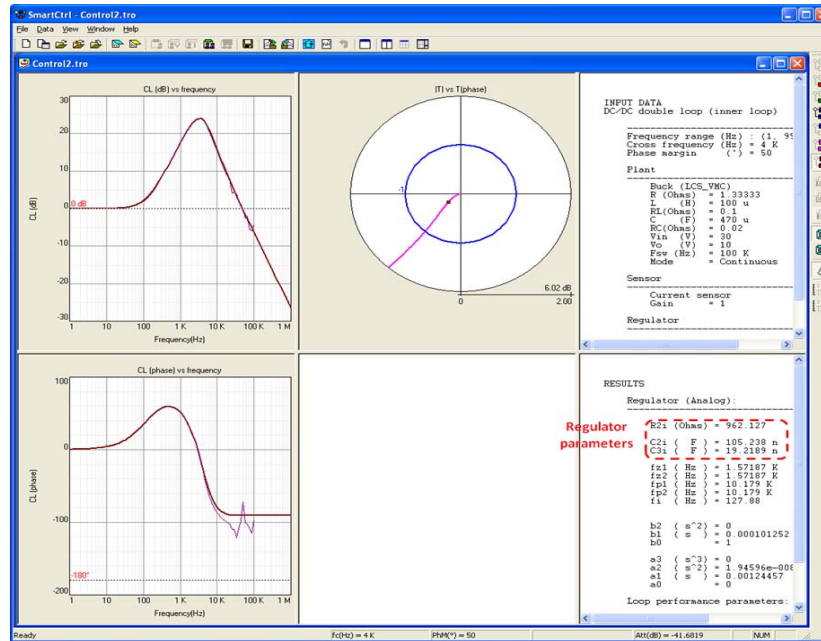 SmartCtrl - Control2.tro
File Data View Window Help
Control2.tro
CL (dB) vs frequency
CL (dB)
30
20
10
0 dB
0
-10
-20
-30
1 10 100 1 K 10 K 100 K 1 M
Frequency(Hz)
|T| vs T(phase)
-1
6.02 dB
0 2.00
INPUT DATA
DC/DC double loop (inner loop)
Frequency range (Hz) : (1, 99
Cross frequency (Hz) = 4 K
Phase margin (°) = 50
Plant
Buck (LCS_VMC)
R (Ohms) = 1.33333
L (H) = 100 u
RL(Ohms) = 0.1
C (F) = 470 u
RC(Ohms) = 0.02
Vin (V) = 30
Vo (V) = 10
Fsw (Hz) = 100 K
Mode = Continuous
Sensor
Current sensor
Gain = 1
Regulator
CL (phase) vs frequency
CL (phase)
100
0
-100
-180°
1 10 100 1 K 10 K 100 K 1 M
Frequency(Hz)
RESULTS
Regulator (Analog):
Regulator parameters
R2i (Ohms) = 962.127
C2i ( F ) = 105.238 n
C3i ( F ) = 19.2189 n
fz1 ( Hz ) = 1.57187 K
fz2 ( Hz ) = 1.57187 K
fp1 ( Hz ) = 10.179 K
fp2 ( Hz ) = 10.179 K
fi ( Hz ) = 127.88
b2 ( s^2) = 0
b1 ( s ) = 0.000101252
b0 = 1
a3 ( s^3) = 0
a2 ( s^2) = 1.94596e-008
a1 ( s ) = 0.00124457
a0 = 0
Loop performance parameters:
Ready fc(Hz) = 4 K PhM(°) = 50 Att(dB) = -41.6819 NUM